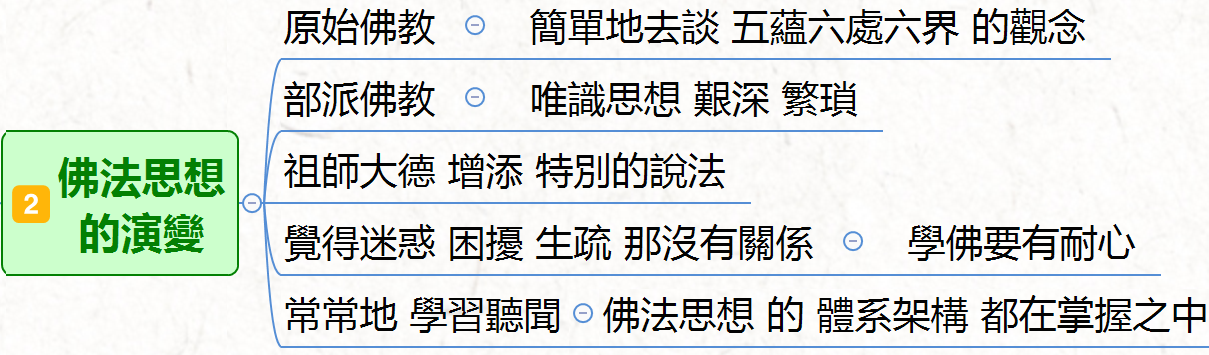 原始佛教 簡單地去談 五蘊六處六界 的觀念
部派佛教 唯識思想 艱深 繁瑣
祖師大德 增添 特別的說法
2 佛法思想
的演變
覺得迷惑 困擾 生疏 那沒有關係 學佛要有耐心
常常地 學習聽聞 佛法思想 的 體系架構 都在掌握之中